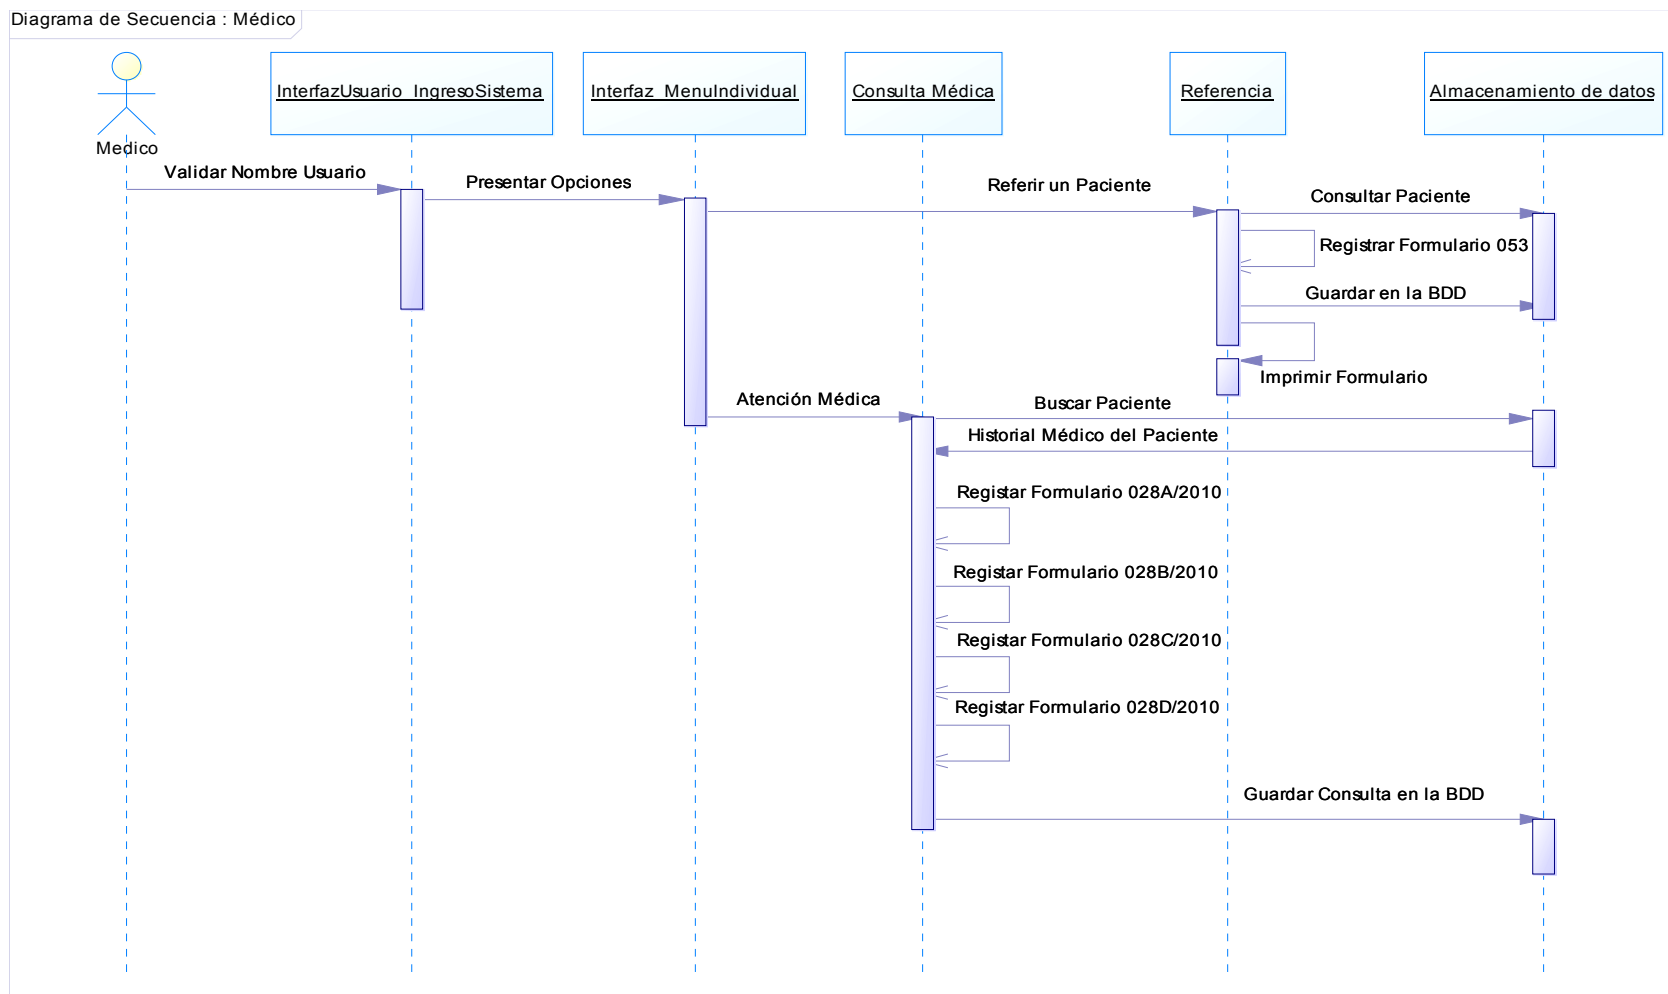 Diagrama de Secuencia : Médico
InterfazUsuario_IngresoSistema
Interfaz_MenuIndividual
Consulta Médica
Referencia
Almacenamiento de datos
Medico
Validar Nombre Usuario
Presentar Opciones
Referir un Paciente
Consultar Paciente
Registrar Formulario 053
Guardar en la BDD
Imprimir Formulario
Atención Médica
Buscar Paciente
Historial Médico del Paciente
Registar Formulario 028A/2010
Registar Formulario 028B/2010
Registar Formulario 028C/2010
Registar Formulario 028D/2010
Guardar Consulta en la BDD